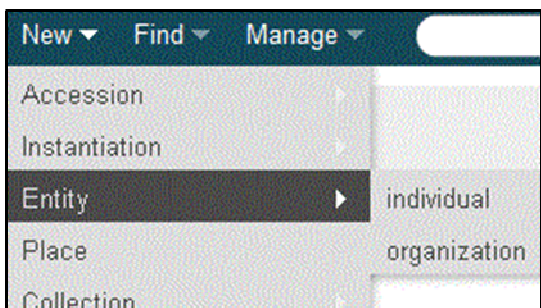 New Find Manage
Accession
Instantiation
Entity individual
Place organization
Collection